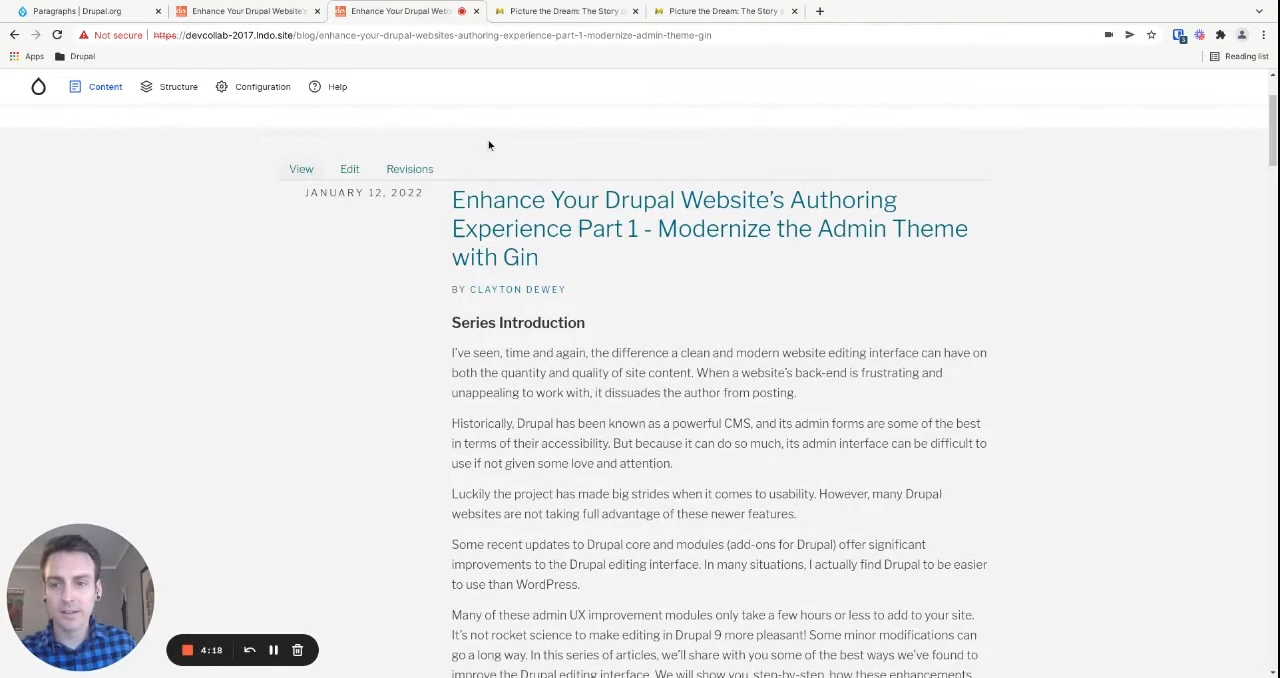 Paragraphs | Drupal.org
Enhance Your Drupal Website's
Enhance Your Drupal Webs
Picture the Dream: The Story o
Picture the Dream: The Story o
Not secure | https://devcollab-2017.lndo.site/blog/enhance-your-drupal-websites-authoring-experience-part-1-modernize-admin-theme-gin
3
Apps Drupal Reading list
Content Structure Configuration Help
View Edit Revisions
JANUARY 12, 2022
Enhance Your Drupal Website’s Authoring
Experience Part 1 - Modernize the Admin Theme
with Gin
BY CLAYTON DEWEY
Series Introduction
I’ve seen, time and again, the difference a clean and modern website editing interface can have on
both the quantity and quality of site content. When a website’s back-end is frustrating and
unappealing to work with, it dissuades the author from posting.
Historically, Drupal has been known as a powerful CMS, and its admin forms are some of the best
in terms of their accessibility. But because it can do so much, its admin interface can be difficult to
use if not given some love and attention.
Luckily the project has made big strides when it comes to usability. However, many Drupal
websites are not taking full advantage of these newer features.
Some recent updates to Drupal core and modules (add-ons for Drupal) offer significant
improvements to the Drupal editing interface. In many situations, I actually find Drupal to be easier
to use than WordPress.
Many of these admin UX improvement modules only take a few hours or less to add to your site.
It’s not rocket science to make editing in Drupal 9 more pleasant! Some minor modifications can
go a long way. In this series of articles, we’ll share with you some of the best ways we’ve found to
improve the Drupal editing interface. We will show you, step-by-step, how these enhancements
4:18